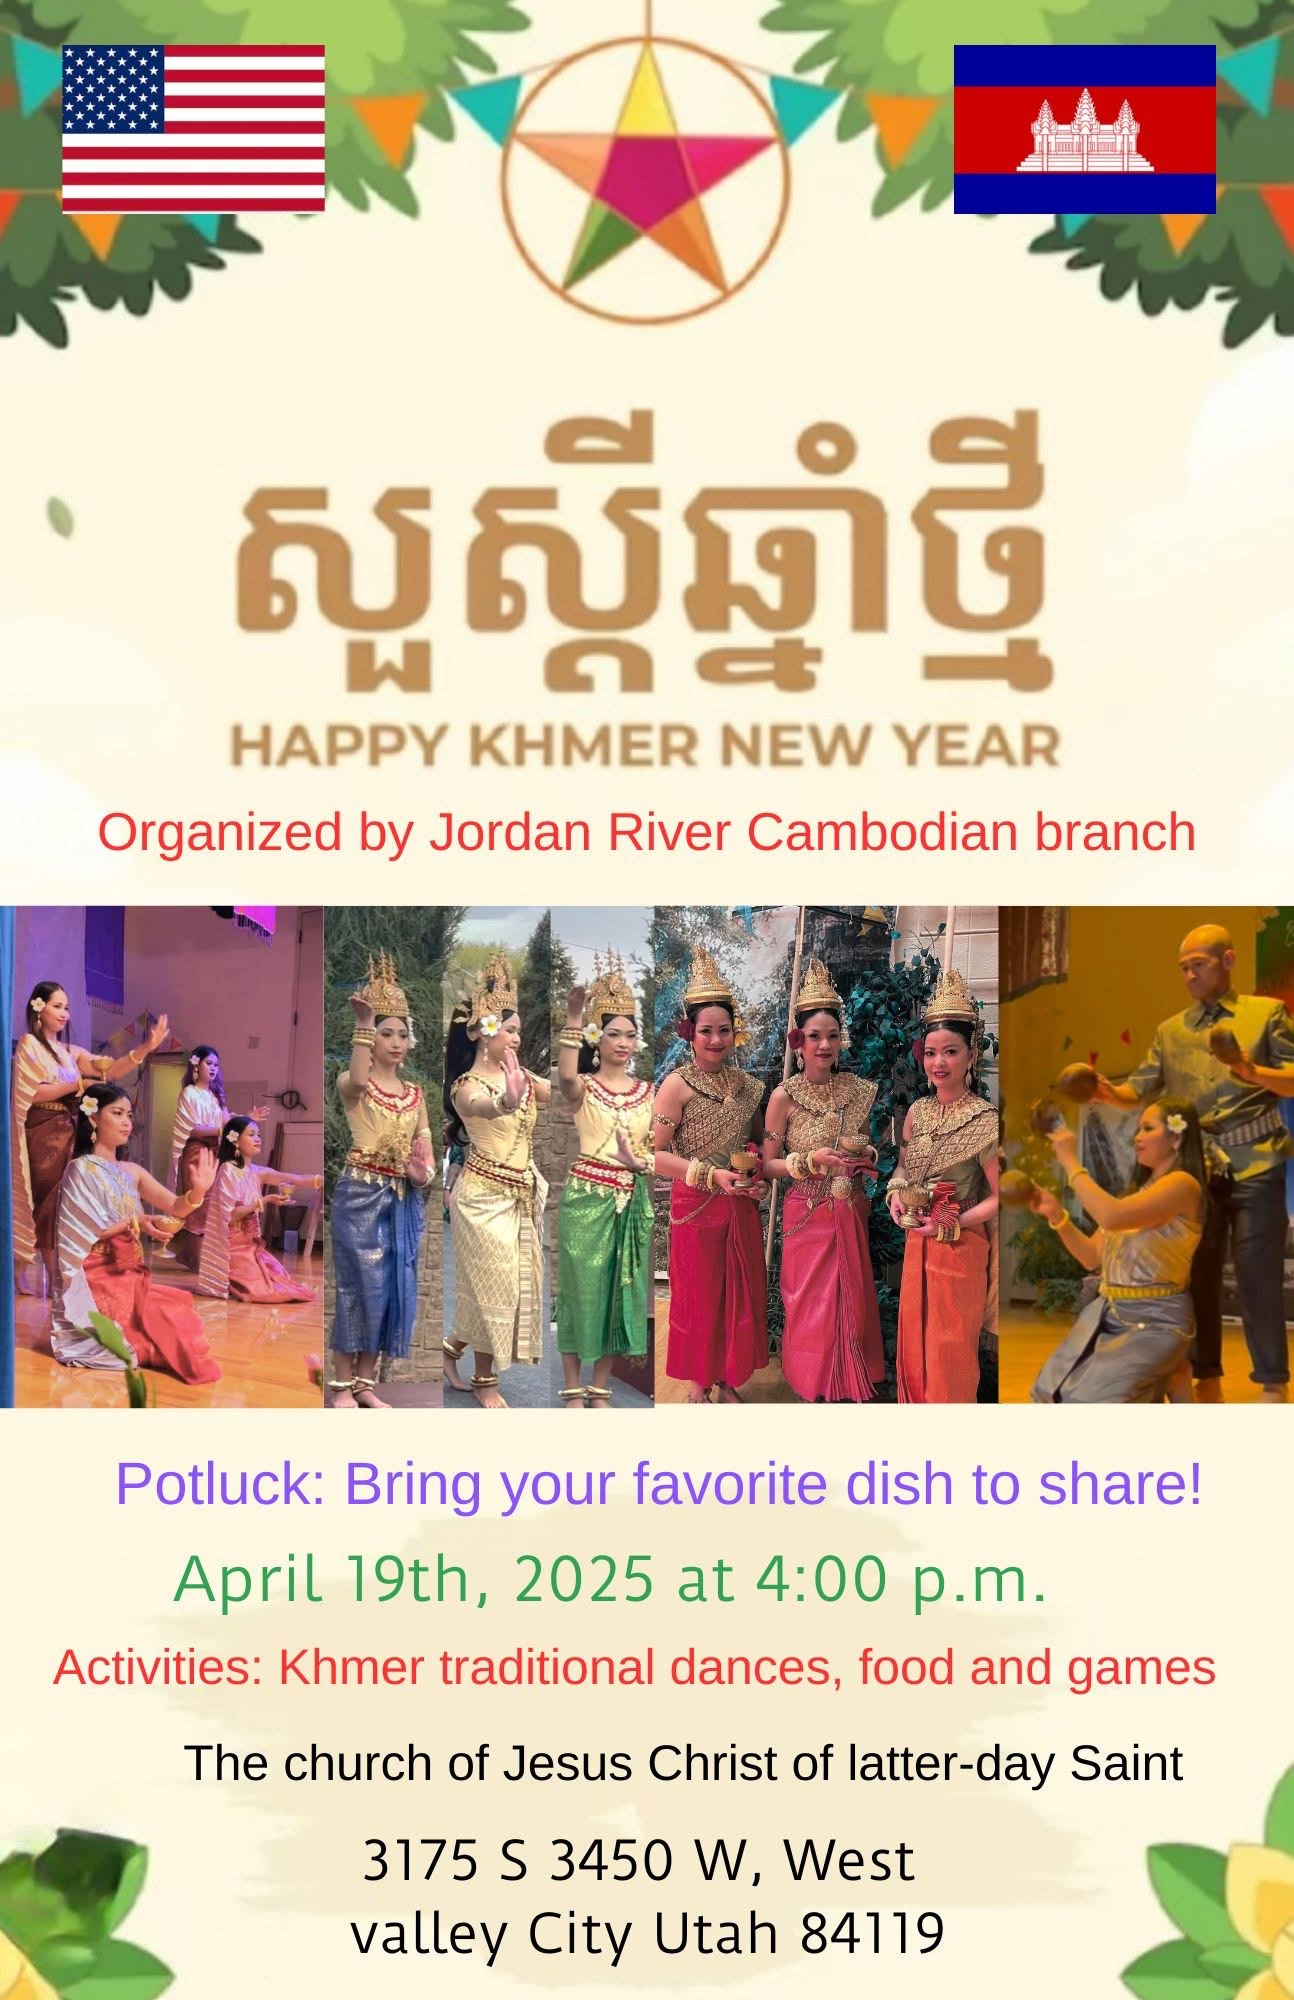 សួស្តីឆ្នាំថ្មី
HAPPY KHMER NEW YEAR
Organized by Jordan River Cambodian branch
Potluck: Bring your favorite dish to share!
April 19th, 2025 at 4:00 p.m.
Activities: Khmer traditional dances, food and games
The church of Jesus Christ of latter-day Saint
3175 S 3450 W, West
valley City Utah 84119